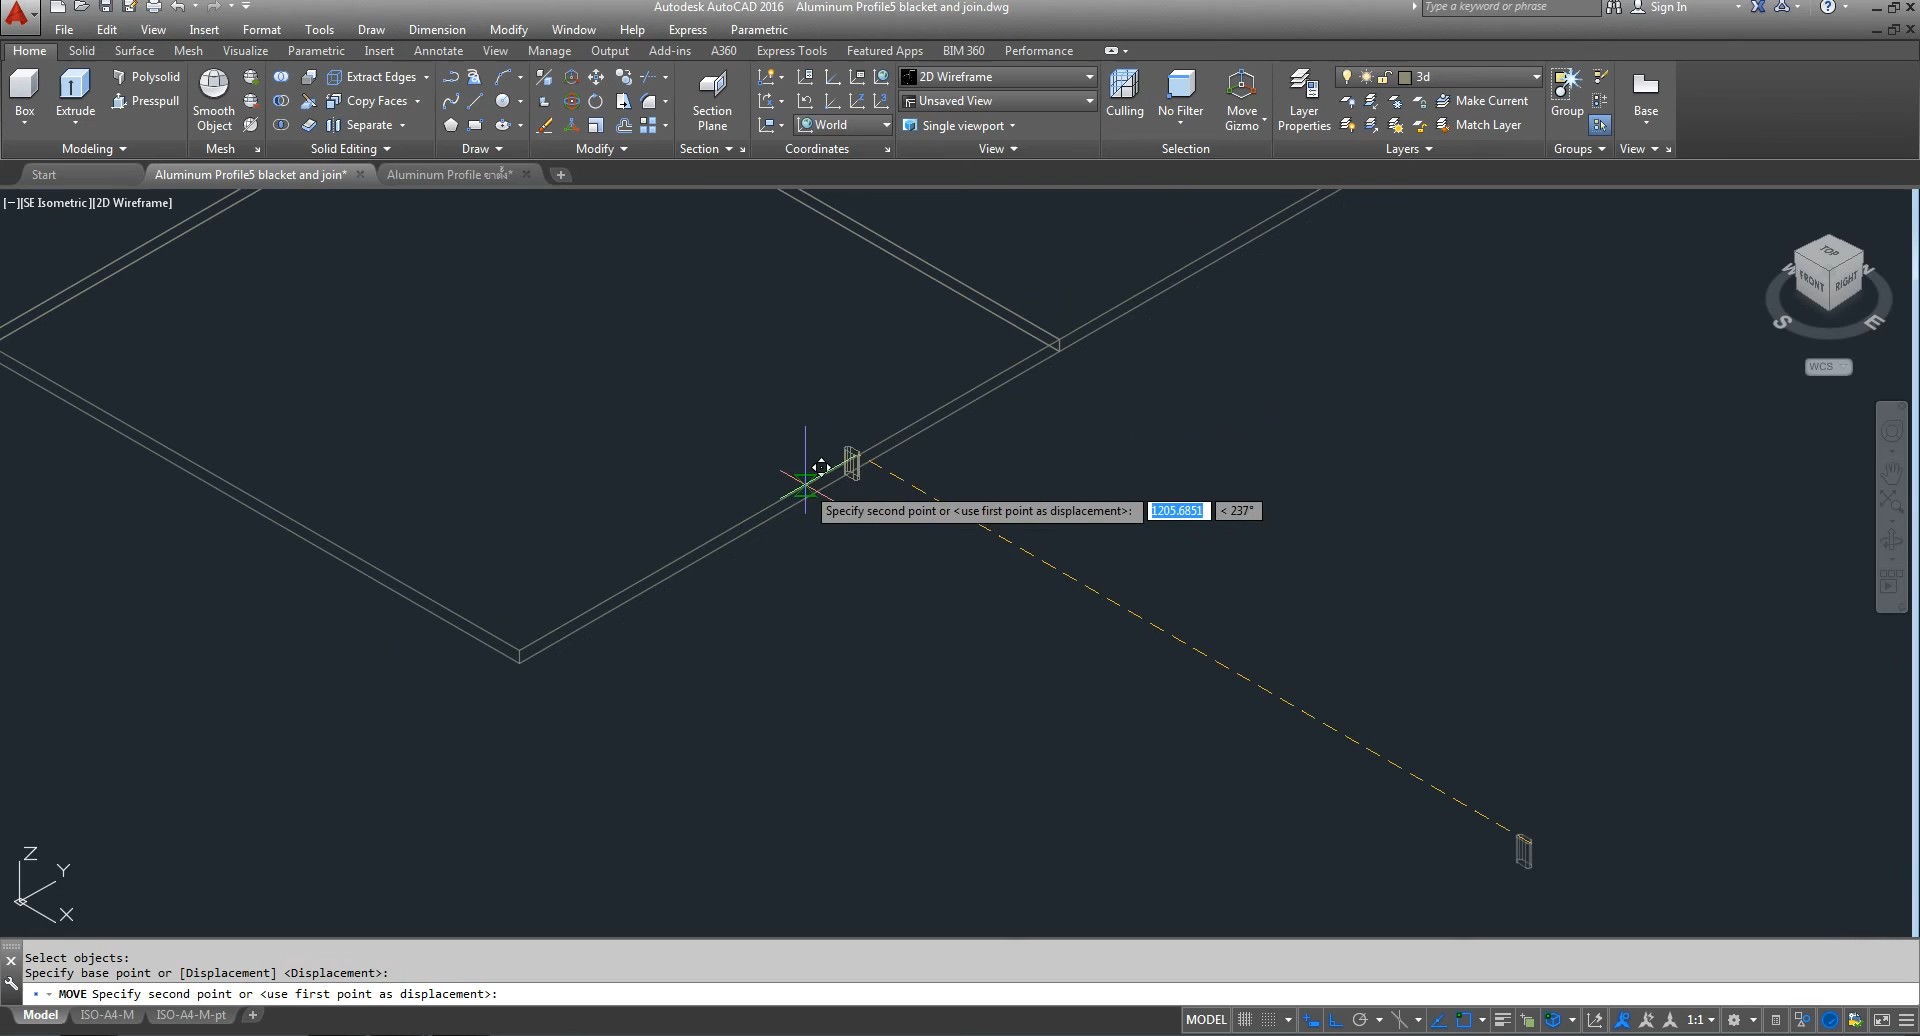 Autodesk AutoCAD 2016 Aluminum Profile5 blacket and join.dwg
Type a keyword or phrase
Sign In
File Edit View Insert Format Tools Draw Dimension Modify Window Help Express Parametric
Home Solid Surface Mesh Visualize Parametric Insert Annotate View Manage Output Add-ins A360 Express Tools Featured Apps BIM 360 Performance
Polysolid Extract Edges 2D Wireframe 3d
Presspull Copy Faces Unsaved View Make Current
Box Extrude Smooth Object Section Plane Culling No Filter Move Gizmo Layer Properties Group Base
Separate World Single viewport Match Layer
Modeling Mesh Solid Editing Draw Modify Section Coordinates View Selection Layers Groups View
Start Aluminum Profile5 blacket and join* Aluminum Profile ขาตั้ง*
[−][SE Isometric][2D Wireframe]
TOP
FRONT RIGHT
W N
S E
WCS
Specify second point or <use first point as displacement>: 1205.6851 < 237°
Z
Y
X
Select objects:
Specify base point or [Displacement] <Displacement>:
MOVE Specify second point or <use first point as displacement>:
Model ISO-A4-M ISO-A4-M-pt
MODEL 1:1